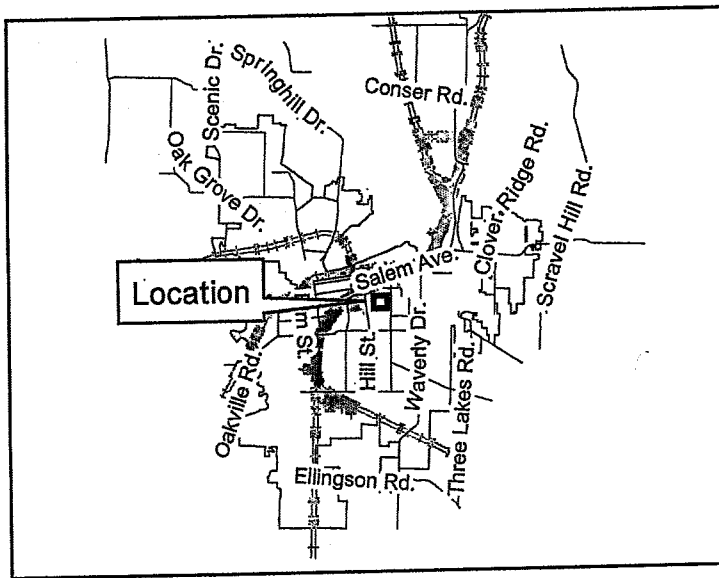 Scenic Dr.
Springhill Dr.
Conser Rd.
Oak Grove Dr.
Clover Ridge Rd.
Scravel Hill Rd.
Salem Ave.
Location
m St.
Hill St.
Waverly Dr.
Oakville Rd.
Three Lakes Rd.
Ellingson Rd.